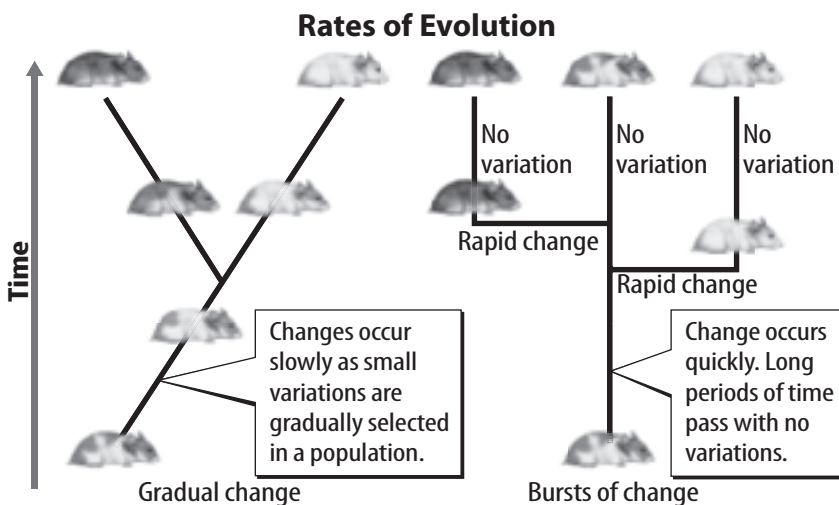 Rates of Evolution
Time
Changes occur
slowly as small
variations are
gradually selected
in a population.
Gradual change
No
variation
No
variation
No
variation
Rapid change
Rapid change
Change occurs
quickly. Long
periods of time
pass with no
variations.
Bursts of change